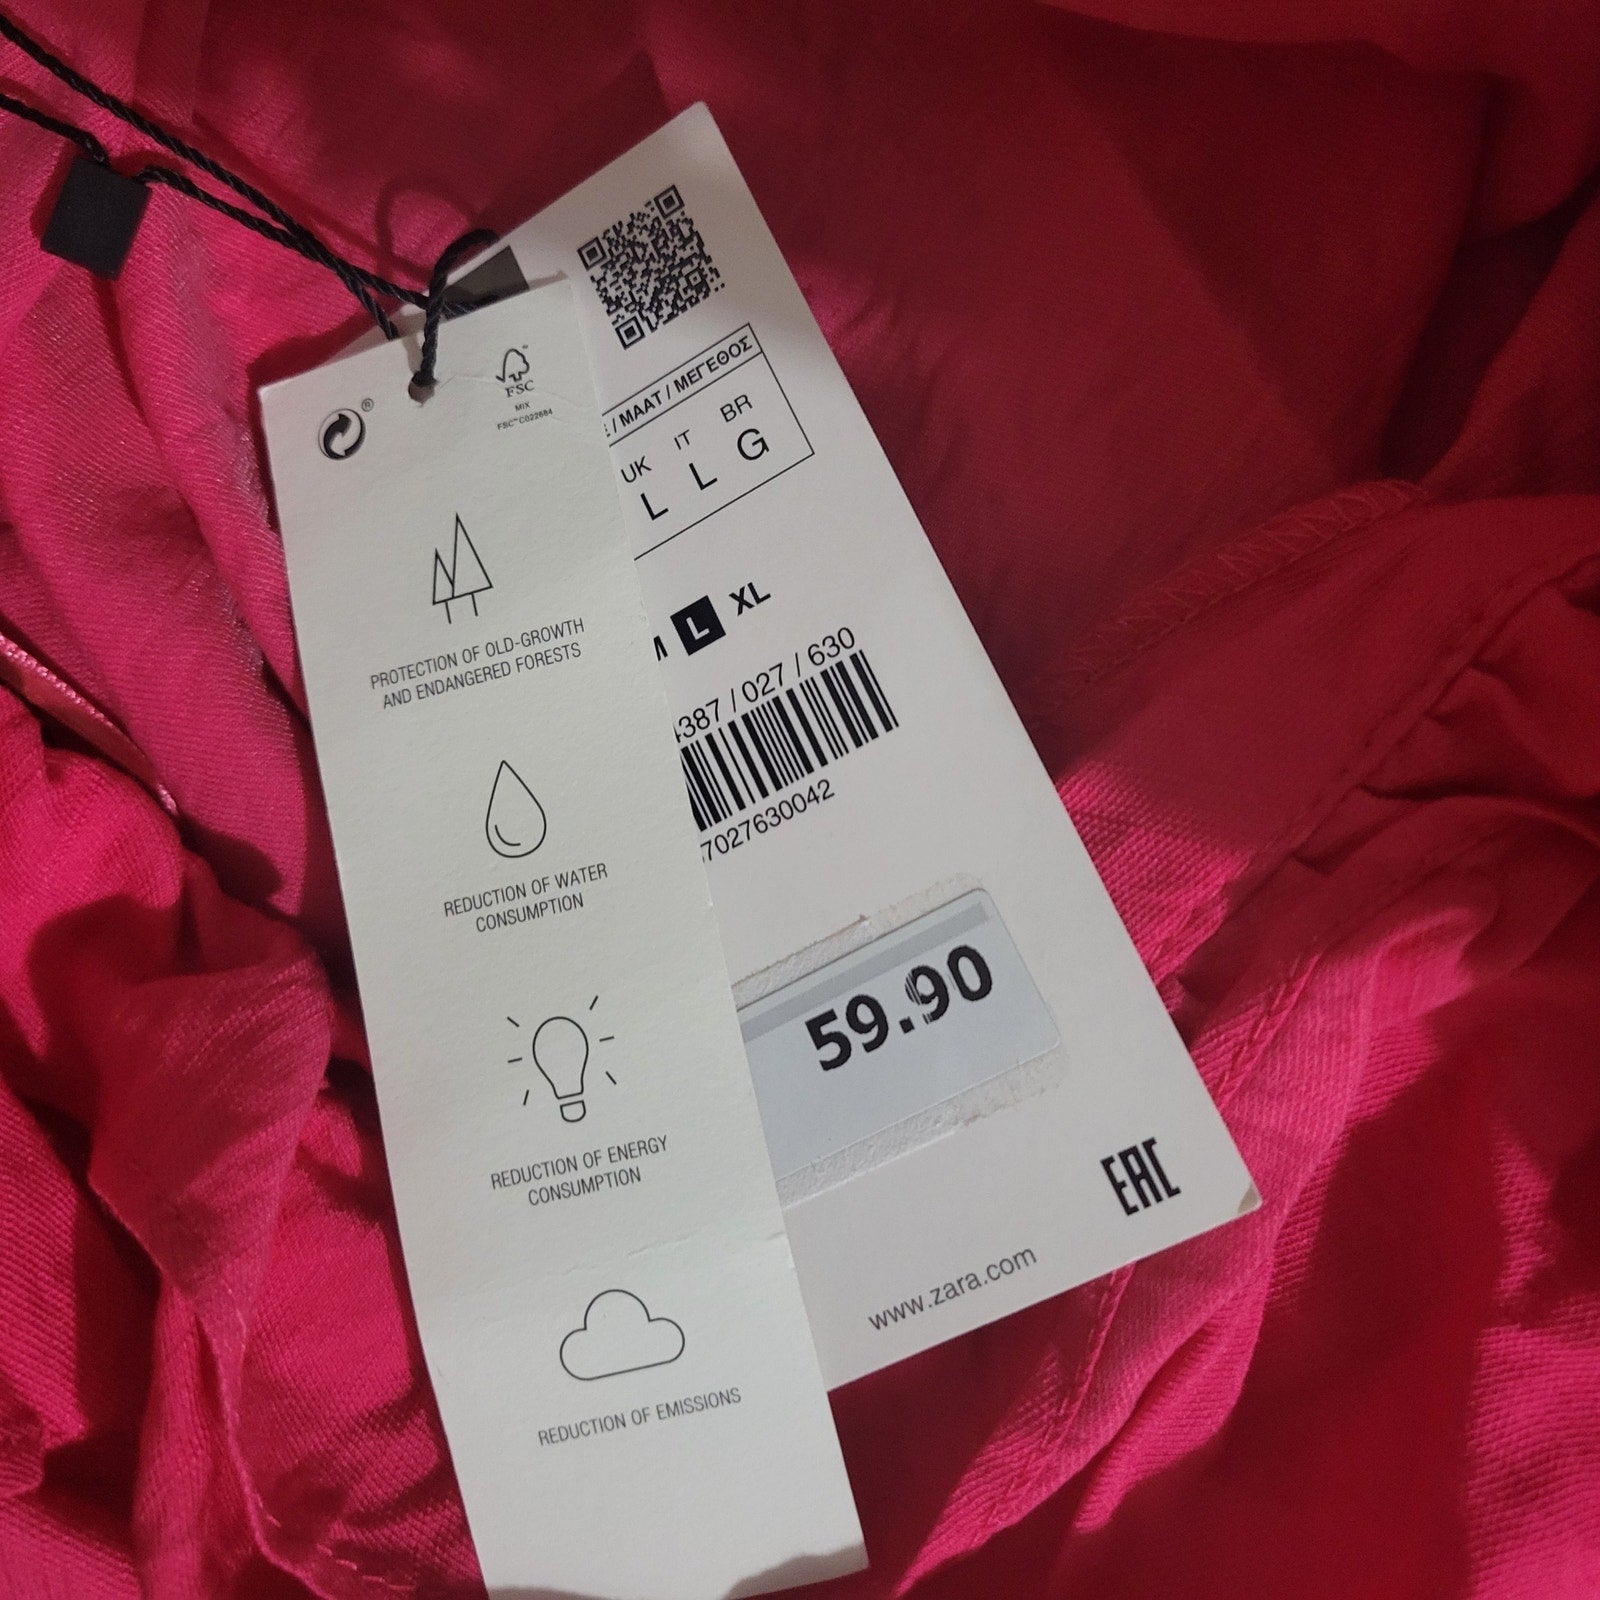 ®
FSC
MIX
FSC™ C022684
PROTECTION OF OLD-GROWTH
AND ENDANGERED FORESTS
REDUCTION OF WATER
CONSUMPTION
REDUCTION OF ENERGY
CONSUMPTION
REDUCTION OF EMISSIONS
/ MAAT / ΜΕΓΕΘΟΣ
UK IT BR
L L G
M L XL
387 / 027 / 630
7027630042
59.90
EAC
www.zara.com